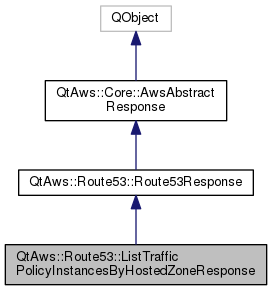 QObject
QtAws::Core::AwsAbstract
Response
QtAws::Route53::Route53Response
QtAws::Route53::ListTraffic
PolicyInstancesByHostedZoneResponse